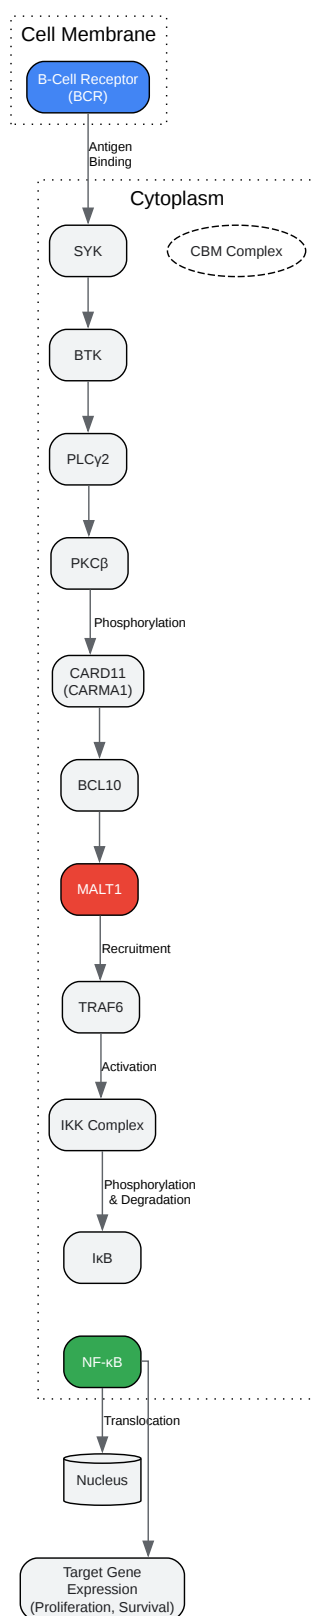 Cell Membrane
B-Cell Receptor
(BCR)
Antigen
Binding
Cytoplasm
SYK
CBM Complex
BTK
PLCγ2
PKCβ
Phosphorylation
CARD11
(CARMA1)
BCL10
MALT1
Recruitment
TRAF6
Activation
IKK Complex
Phosphorylation
& Degradation
IκB
NF-κB
Translocation
Nucleus
Target Gene
Expression
(Proliferation, Survival)